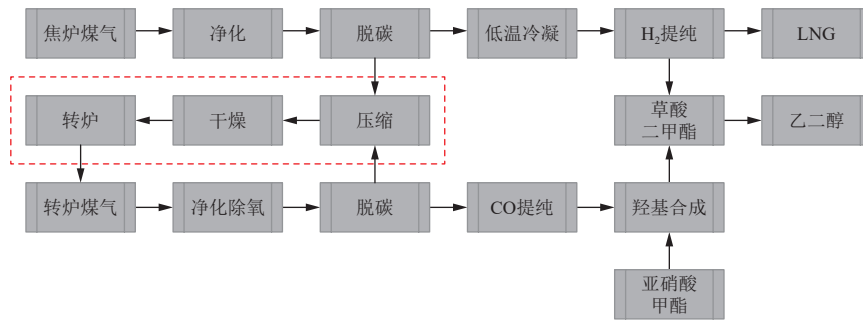 焦炉煤气
净化
脱碳
低温冷凝
H₂提纯
LNG
转炉
干燥
压缩
草酸
二甲酯
乙二醇
转炉煤气
净化除氧
脱碳
CO提纯
羟基合成
亚硝酸
甲酯